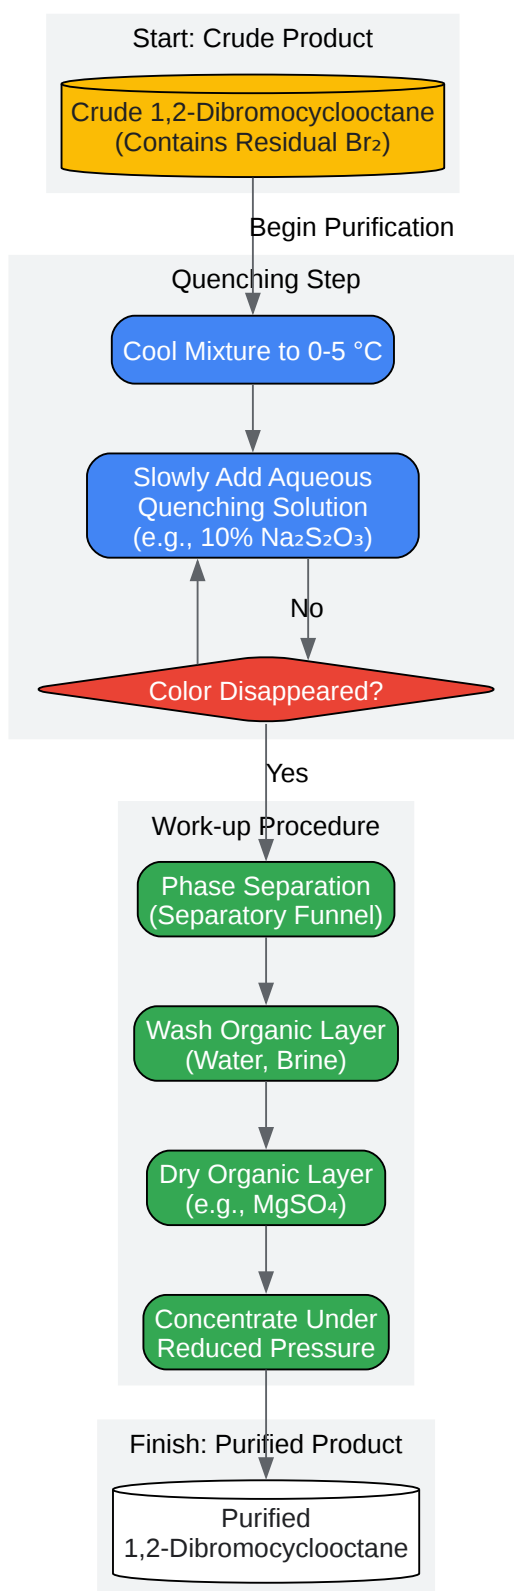 Start: Crude Product
Crude 1,2-Dibromocyclooctane
(Contains Residual Br₂)
Begin Purification
Quenching Step
Cool Mixture to 0-5 °C
Slowly Add Aqueous
Quenching Solution
(e.g., 10% Na₂S₂O₃)
No
Color Disappeared?
Yes
Work-up Procedure
Phase Separation
(Separatory Funnel)
Wash Organic Layer
(Water, Brine)
Dry Organic Layer
(e.g., MgSO₄)
Concentrate Under
Reduced Pressure
Finish: Purified Product
Purified
1,2-Dibromocyclooctane